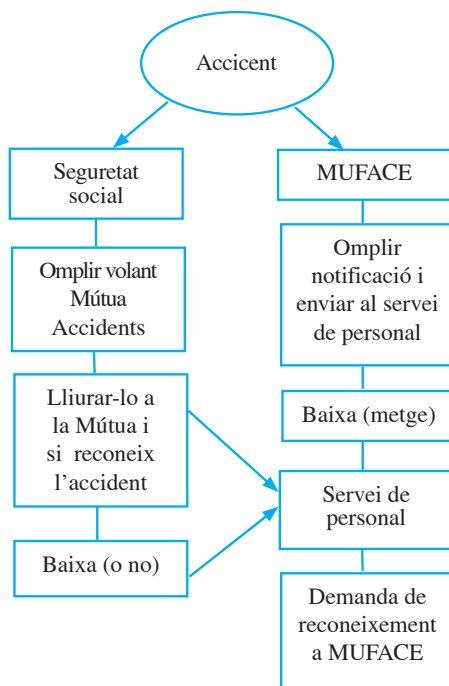 Accicent
Seguretat
social
Omplir volant
Mútua
Accidents
Lliurar-lo a
la Mútua i
si reconeix
l'accident
Baixa (o no)
MUFACE
Omplir
notificació i
enviar al servei
de personal
Baixa (metge)
Servei de
personal
Demanda de
reconeixement
a MUFACE